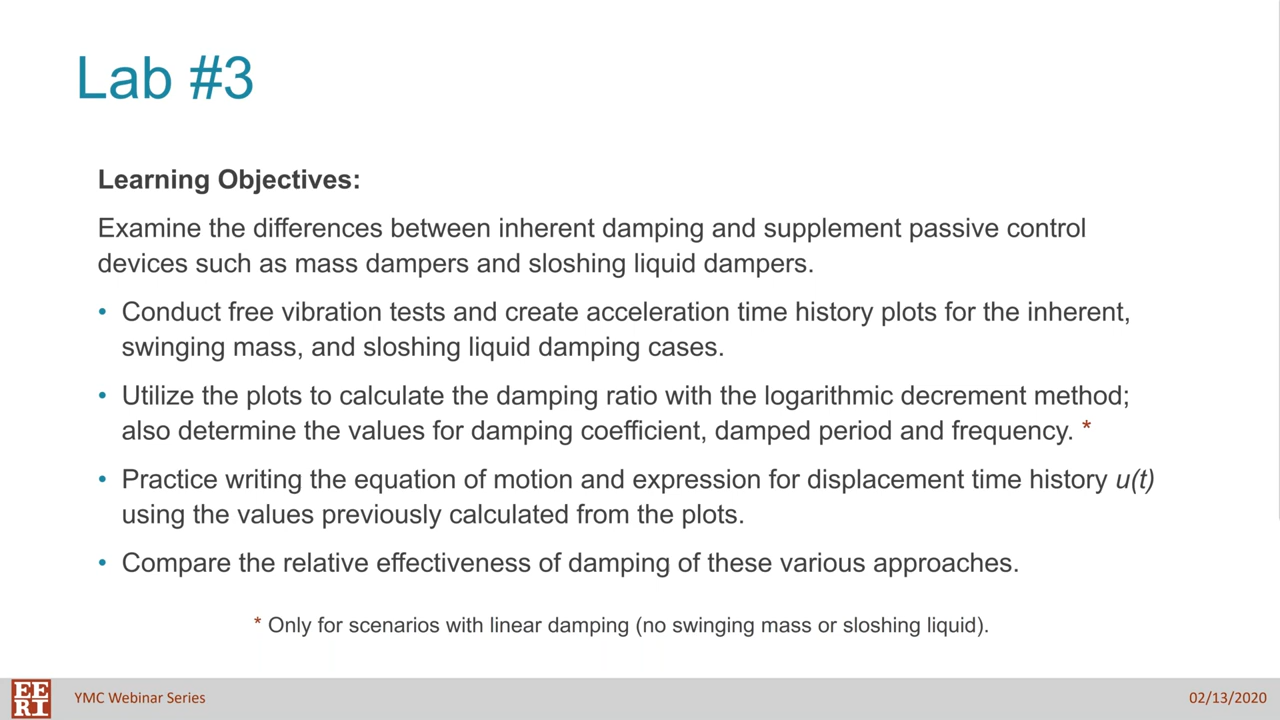 Lab #3
Learning Objectives:
Examine the differences between inherent damping and supplement passive control
devices such as mass dampers and sloshing liquid dampers.
• Conduct free vibration tests and create acceleration time history plots for the inherent,
swinging mass, and sloshing liquid damping cases.
• Utilize the plots to calculate the damping ratio with the logarithmic decrement method;
also determine the values for damping coefficient, damped period and frequency. *
• Practice writing the equation of motion and expression for displacement time history u(t)
using the values previously calculated from the plots.
• Compare the relative effectiveness of damping of these various approaches.
* Only for scenarios with linear damping (no swinging mass or sloshing liquid).
EE
RI
YMC Webinar Series
02/13/2020